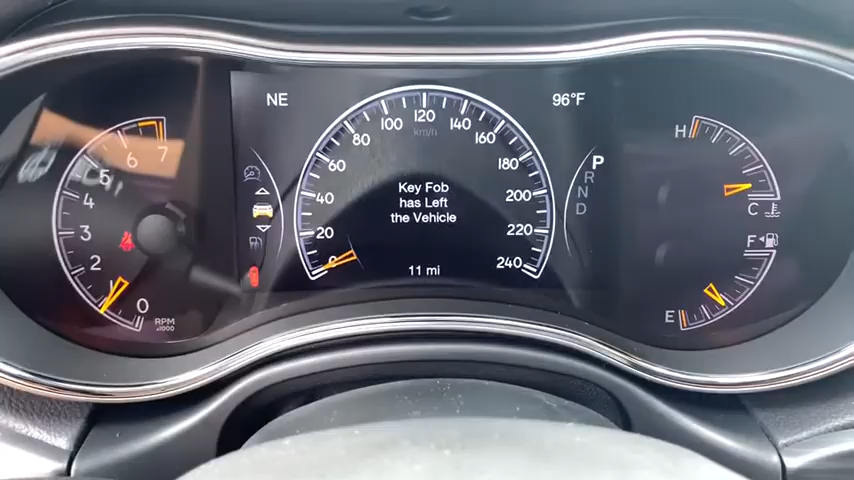 NE
96°F
7
6
5
4
3
2
1
0
RPM
x1000
0
20
40
60
80
100
120
140
160
180
200
220
240
km/h
Key Fob
has Left
the Vehicle
11 mi
P
R
N
D
H
C
F
E